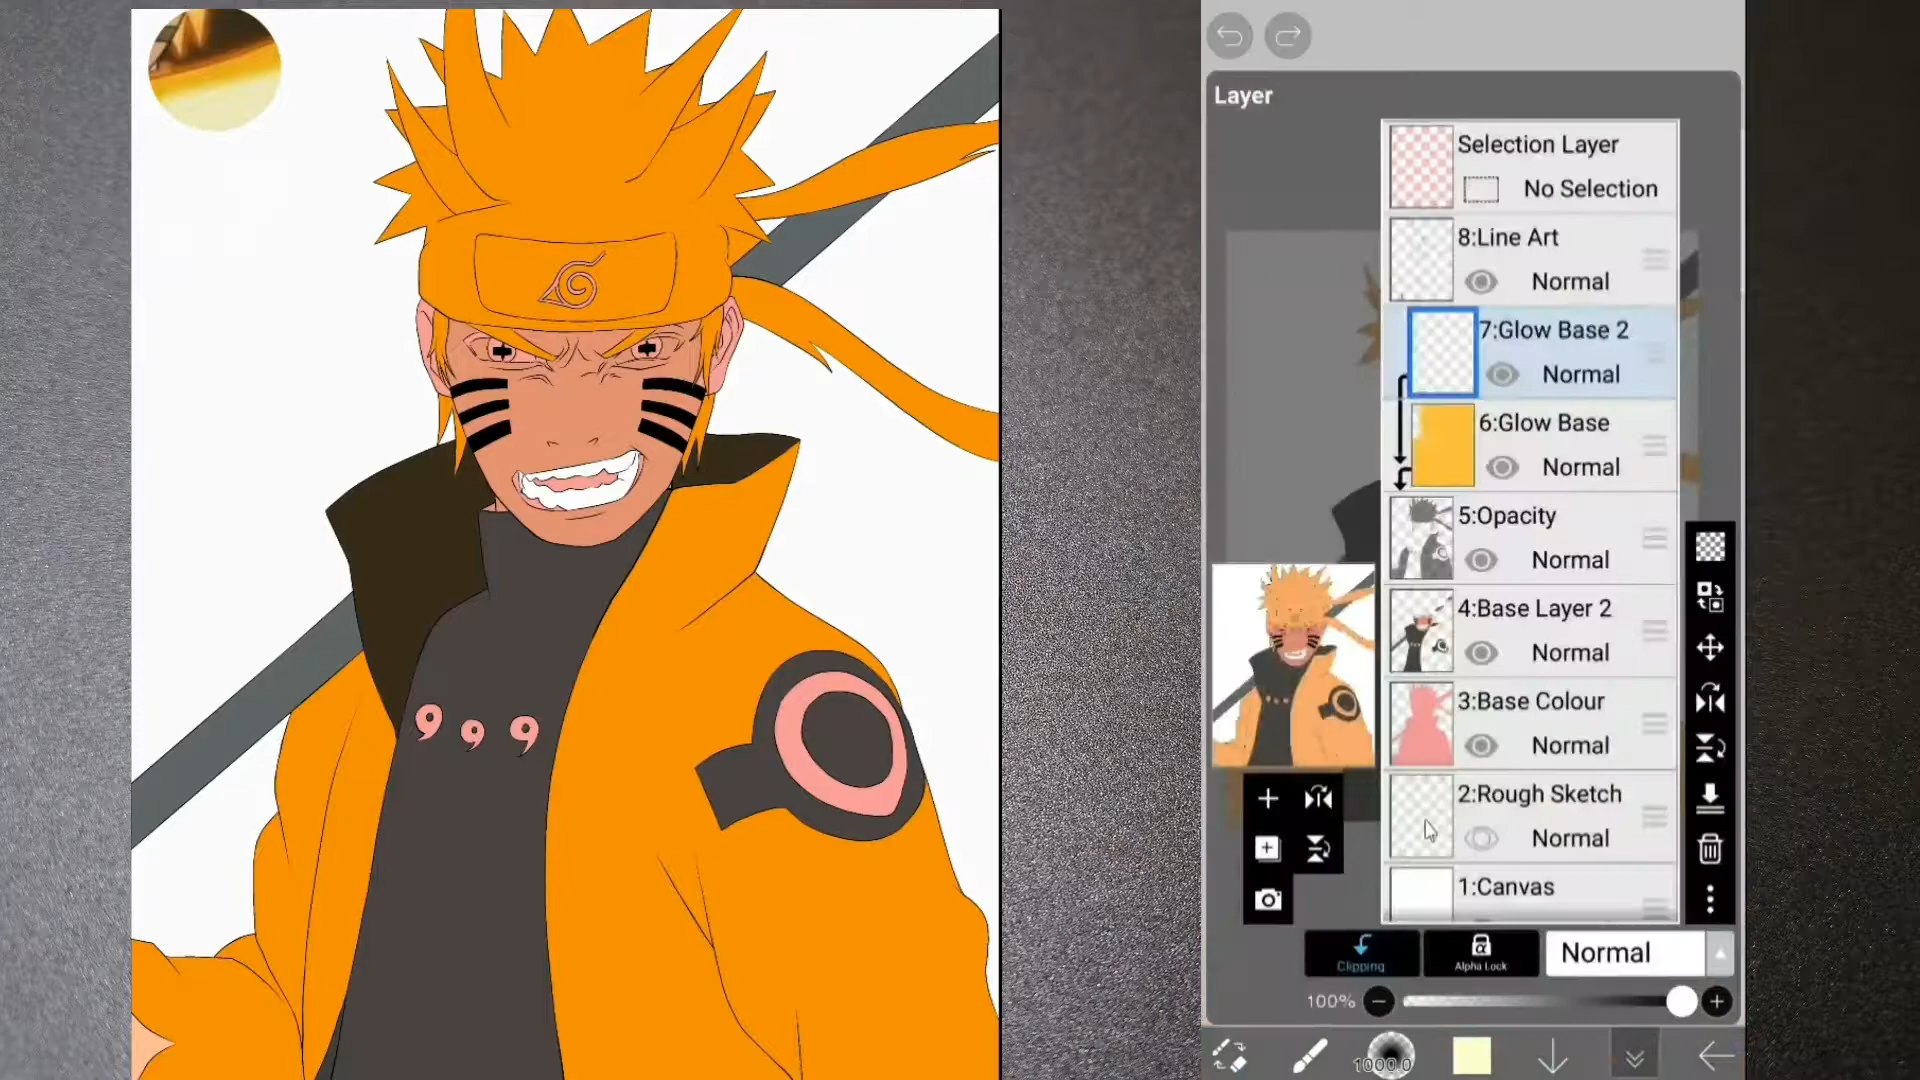 Layer
Selection Layer
No Selection
8:Line Art
Normal
7:Glow Base 2
Normal
6:Glow Base
Normal
5:Opacity
Normal
4:Base Layer 2
Normal
3:Base Colour
Normal
2:Rough Sketch
Normal
1:Canvas
Clipping
Alpha Lock
Normal
100%
1000.0